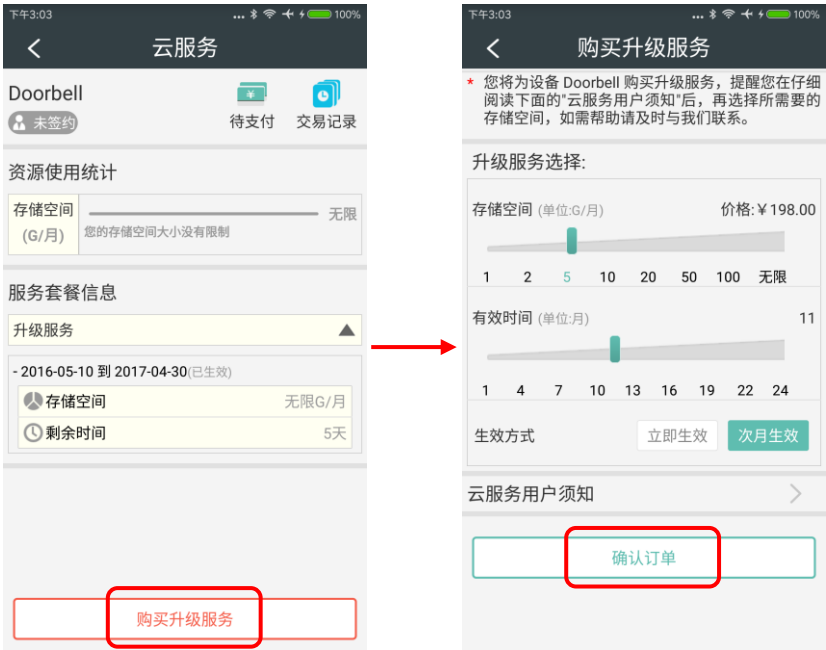 下午3:03
... 100%
云服务
Doorbell
未签约
待支付
交易记录
资源使用统计
存储空间
(G/月)
无限
您的存储空间大小没有限制
服务套餐信息
升级服务
- 2016-05-10 到 2017-04-30(已生效)
存储空间 无限G/月
剩余时间 5天
购买升级服务
下午3:03
... 100%
购买升级服务
* 您将为设备 Doorbell 购买升级服务，提醒您在仔细
阅读下面的"云服务用户须知"后，再选择所需要的
存储空间，如需帮助请及时与我们联系。
升级服务选择:
存储空间 (单位:G/月) 价格:￥198.00
1 2 5 10 20 50 100 无限
有效时间 (单位:月) 11
1 4 7 10 13 16 19 22 24
生效方式 立即生效 次月生效
云服务用户须知
确认订单